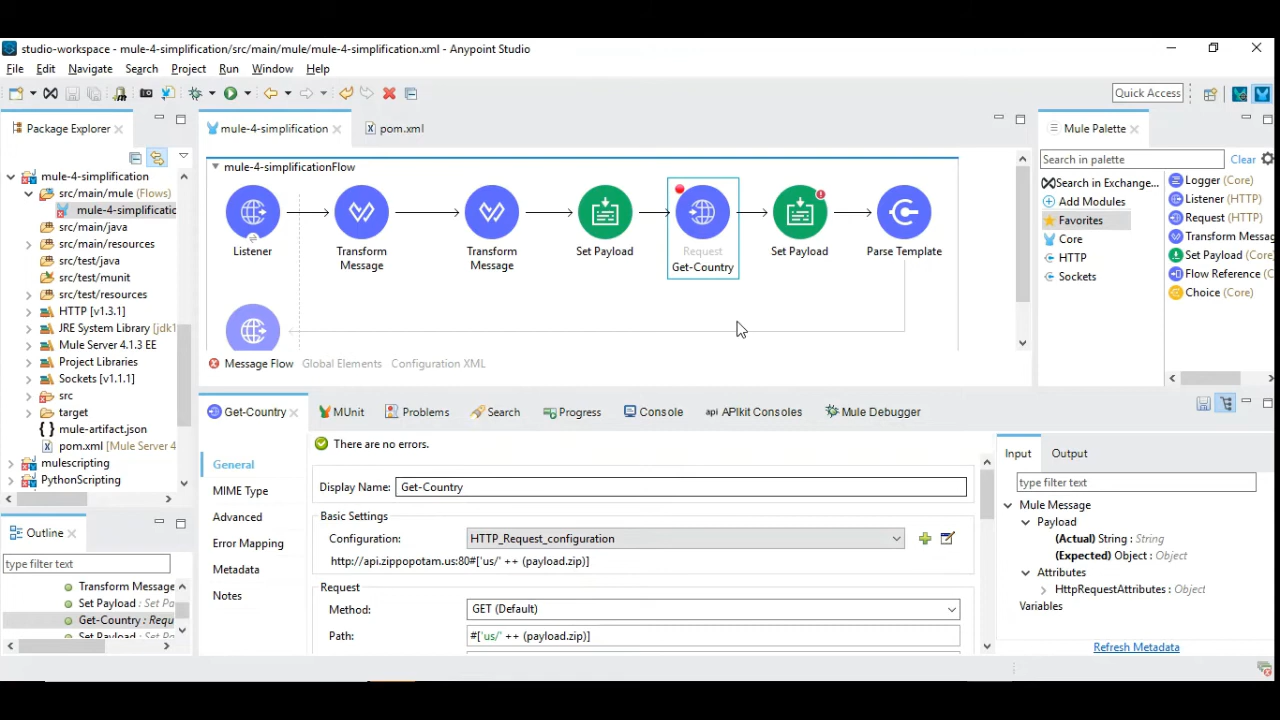 studio-workspace - mule-4-simplification/src/main/mule/mule-4-simplification.xml - Anypoint Studio
File Edit Navigate Search Project Run Window Help
Quick Access
Package Explorer
mule-4-simplification
src/main/mule (Flows)
mule-4-simplificatic
src/main/java
src/main/resources
src/test/java
src/test/munit
src/test/resources
HTTP [v1.3.1]
JRE System Library [jdk1
Mule Server 4.1.3 EE
Project Libraries
Sockets [v1.1.1]
src
target
mule-artifact.json
pom.xml [Mule Server 4
mulescripting
PythonScripting
Outline
type filter text
Transform Message
Set Payload : Set Pa
Get-Country : Requ
Set Payload : Set Pa
mule-4-simplification
pom.xml
mule-4-simplificationFlow
Listener
Transform Message
Transform Message
Set Payload
Request
Get-Country
Set Payload
Parse Template
Message Flow Global Elements Configuration XML
Mule Palette
Search in palette
Clear
Search in Exchange...
Add Modules
Favorites
Core
HTTP
Sockets
Logger (Core)
Listener (HTTP)
Request (HTTP)
Transform Messag
Set Payload (Core)
Flow Reference (C
Choice (Core)
Get-Country
MUnit
Problems
Search
Progress
Console
api APIkit Consoles
Mule Debugger
There are no errors.
General
MIME Type
Advanced
Error Mapping
Metadata
Notes
Display Name: Get-Country
Basic Settings
Configuration: HTTP_Request_configuration
http://api.zippopotam.us:80#['us/' ++ (payload.zip)]
Request
Method: GET (Default)
Path: #['us/' ++ (payload.zip)]
Input
Output
type filter text
Mule Message
Payload
(Actual) String : String
(Expected) Object : Object
Attributes
HttpRequestAttributes : Object
Variables
Refresh Metadata